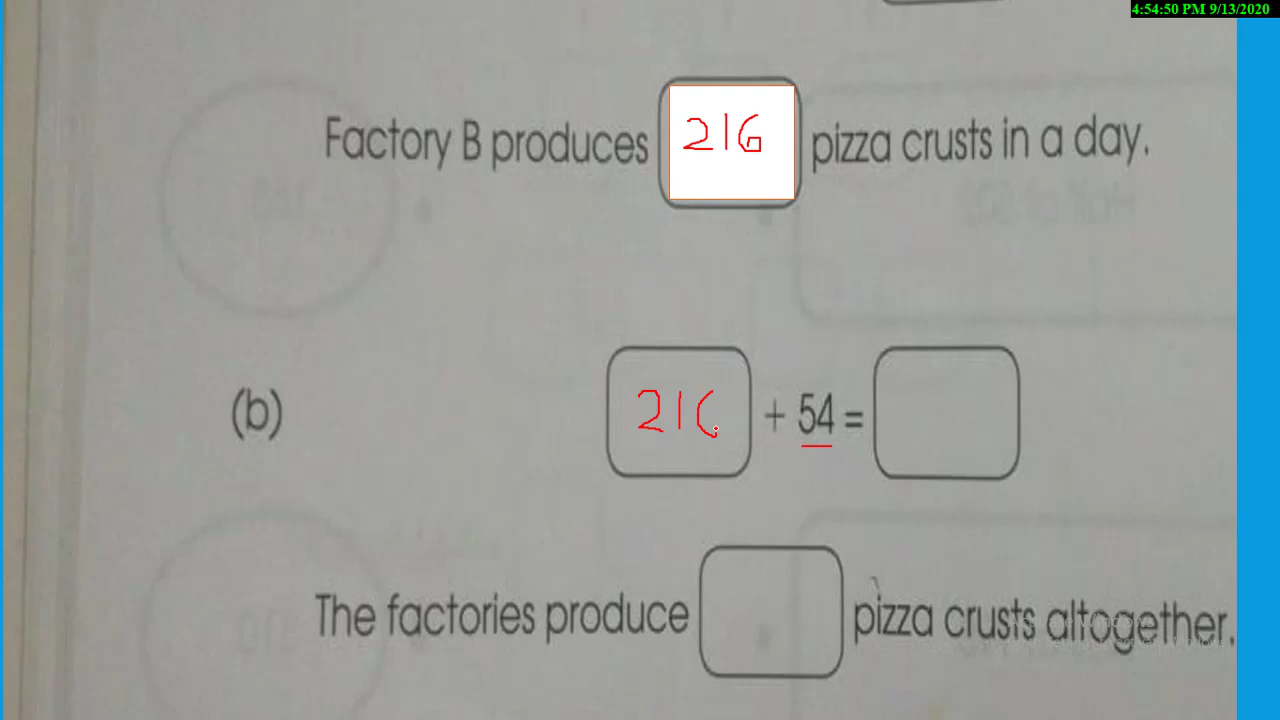 4:54:50 PM 9/13/2020
Factory B produces 216 pizza crusts in a day.
(b) 216 + 54 =
The factories produce pizza crusts altogether.